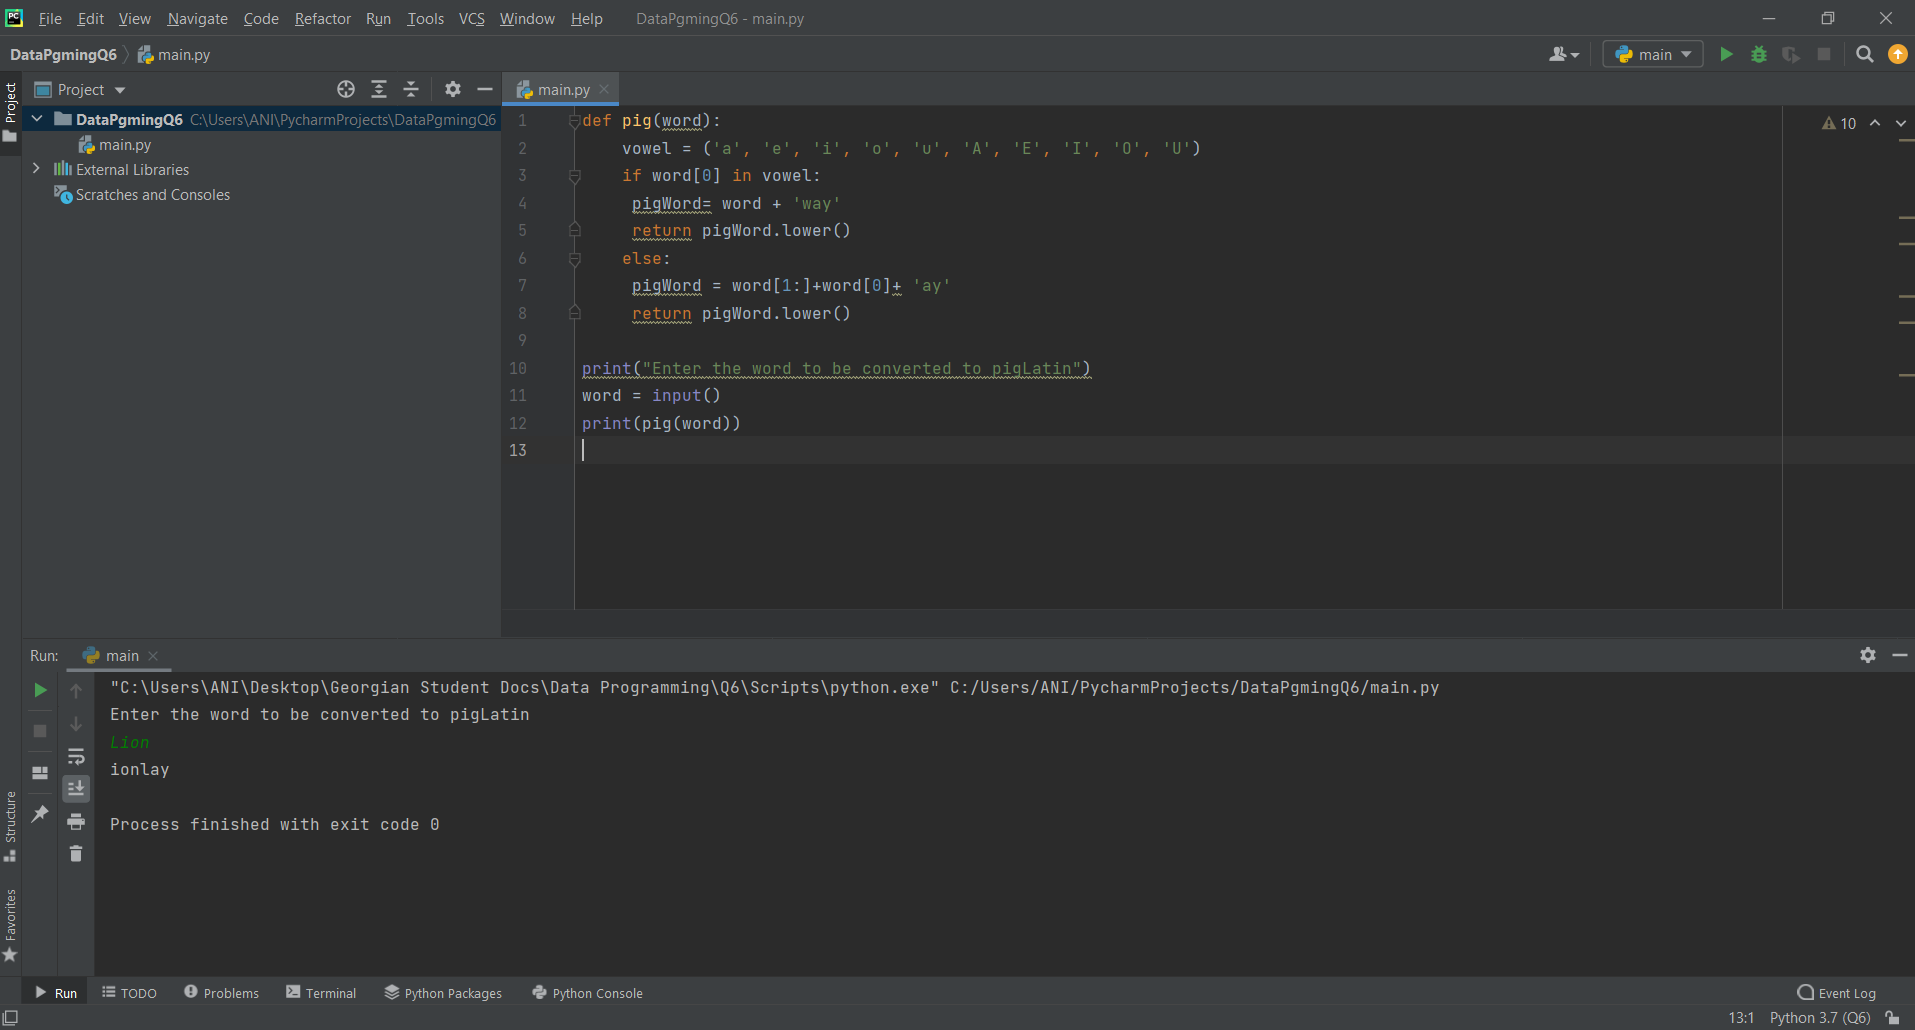 PC File Edit View Navigate Code Refactor Run Tools VCS Window Help DataPgmingQ6 - main.py
DataPgmingQ6 main.py main
Project
Project
main.py
DataPgmingQ6 C:\Users\ANI\PycharmProjects\DataPgmingQ6
main.py
External Libraries
Scratches and Consoles
10
1 def pig(word):
2 vowel = ('a', 'e', 'i', 'o', 'u', 'A', 'E', 'I', 'O', 'U')
3 if word[0] in vowel:
4 pigWord= word + 'way'
5 return pigWord.lower()
6 else:
7 pigWord = word[1:]+word[0]+ 'ay'
8 return pigWord.lower()
9
10 print("Enter the word to be converted to pigLatin")
11 word = input()
12 print(pig(word))
13
Run: main
"C:\Users\ANI\Desktop\Georgian Student Docs\Data Programming\Q6\Scripts\python.exe" C:/Users/ANI/PycharmProjects/DataPgmingQ6/main.py
Enter the word to be converted to pigLatin
Lion
ionlay
Process finished with exit code 0
Structure
Favorites
Run TODO Problems Terminal Python Packages Python Console Event Log
13:1 Python 3.7 (Q6)